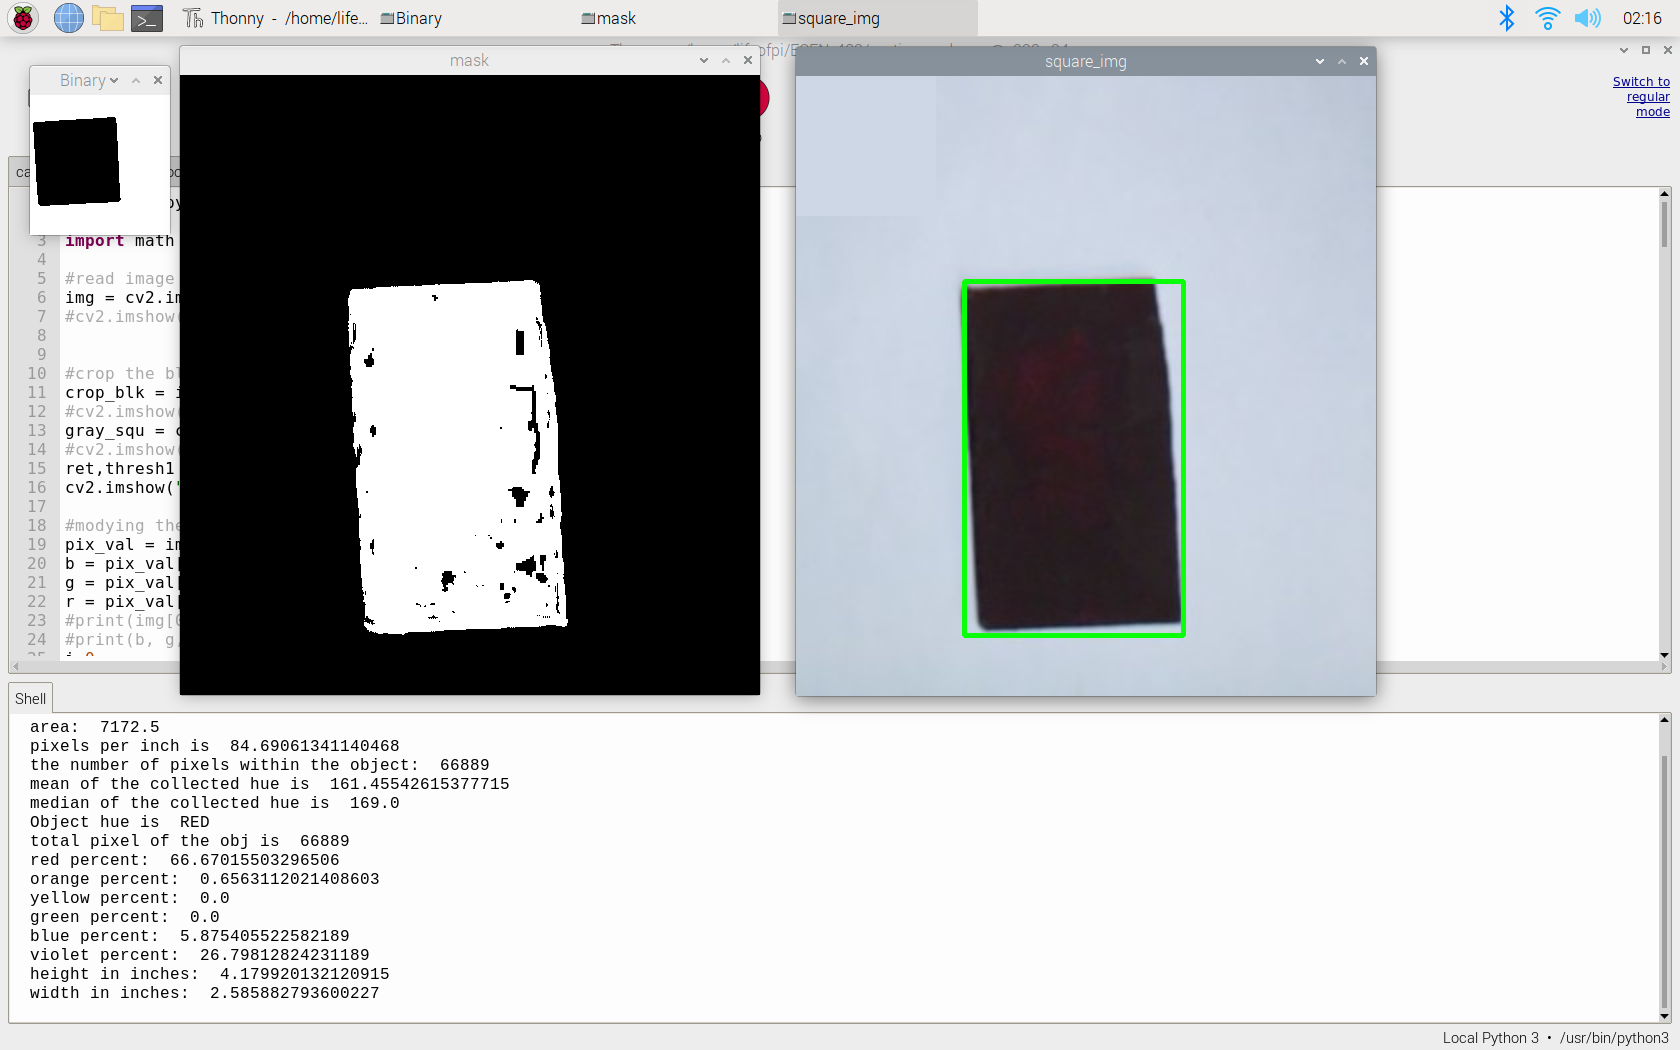 Thonny - /home/life... Binary mask square_img 02:16
Switch to
regular
mode
Binary
mask
square_img
3 import math
4
5 #read image
6 img = cv2.im
7 #cv2.imshow(
8
9
10 #crop the bl
11 crop_blk = i
12 #cv2.imshow(
13 gray_squ = c
14 #cv2.imshow(
15 ret,thresh1
16 cv2.imshow('
17
18 #modying the
19 pix_val = im
20 b = pix_val[
21 g = pix_val[
22 r = pix_val[
23 #print(img[0
24 #print(b, g,
Shell
area:  7172.5
pixels per inch is  84.69061341140468
the number of pixels within the object:  66889
mean of the collected hue is  161.45542615377715
median of the collected hue is  169.0
Object hue is  RED
total pixel of the obj is  66889
red percent:  66.67015503296506
orange percent:  0.6563112021408603
yellow percent:  0.0
green percent:  0.0
blue percent:  5.875405522582189
violet percent:  26.79812824231189
height in inches:  4.179920132120915
width in inches:  2.585882793600227
Local Python 3 • /usr/bin/python3